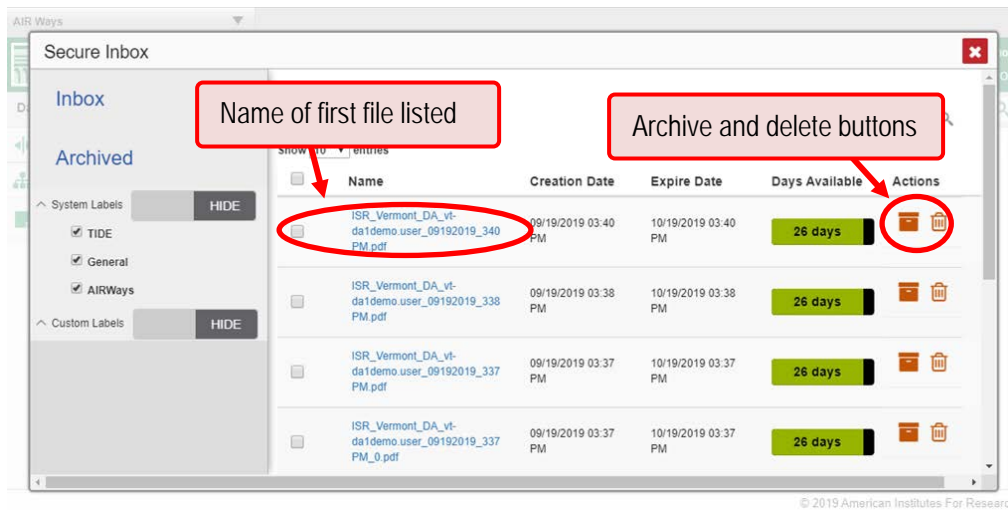 AIR Ways
Secure Inbox
Inbox
Archived
System Labels HIDE
TIDE
General
AIRWays
Custom Labels HIDE
Name of first file listed
Archive and delete buttons
Show 10 entries
Name Creation Date Expire Date Days Available Actions
ISR_Vermont_DA_vt-
da1demo.user_09192019_340
PM.pdf
09/19/2019 03:40
PM
10/19/2019 03:40
PM
26 days
ISR_Vermont_DA_vt-
da1demo.user_09192019_338
PM.pdf
09/19/2019 03:38
PM
10/19/2019 03:38
PM
26 days
ISR_Vermont_DA_vt-
da1demo.user_09192019_337
PM.pdf
09/19/2019 03:37
PM
10/19/2019 03:37
PM
26 days
ISR_Vermont_DA_vt-
da1demo.user_09192019_337
PM_0.pdf
09/19/2019 03:37
PM
10/19/2019 03:37
PM
26 days
© 2019 American Institutes For Researc